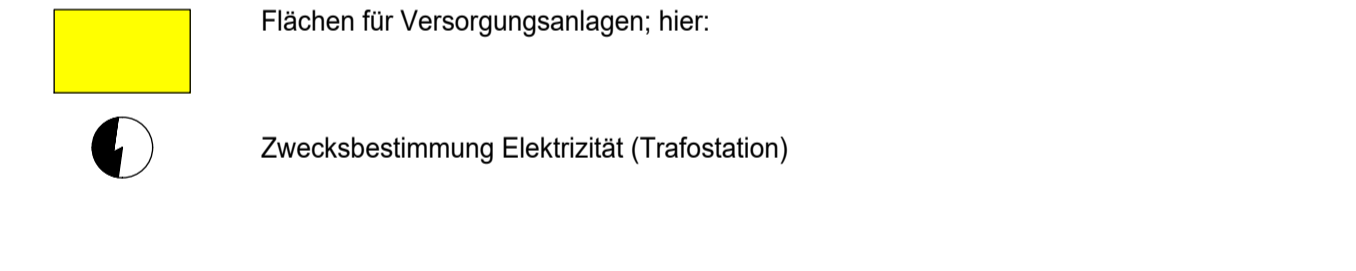 Flächen für Versorgungsanlagen; hier:
Zwecksbestimmung Elektrizität (Trafostation)